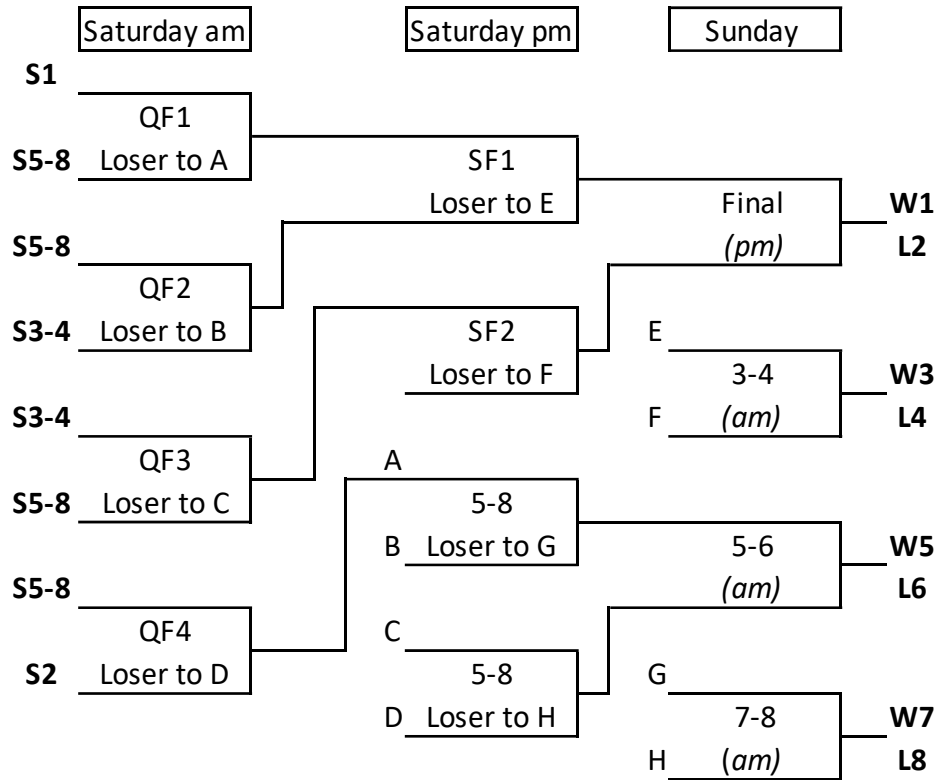 Saturday am
Saturday pm
Sunday
S1
QF1
S5-8
Loser to A
SF1
Loser to E
Final
W1
S5-8
(pm)
L2
QF2
S3-4
Loser to B
SF2
E
Loser to F
3-4
W3
S3-4
F
(am)
L4
QF3
A
S5-8
Loser to C
5-8
B
Loser to G
5-6
W5
S5-8
(am)
L6
QF4
C
S2
Loser to D
5-8
G
D
Loser to H
7-8
W7
H
(am)
L8